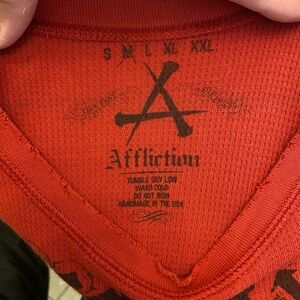 S M L XL XXL
Affliction
TUMBLE DRY LOW
WASH COLD
DO NOT IRON
HANDMADE IN THE USA